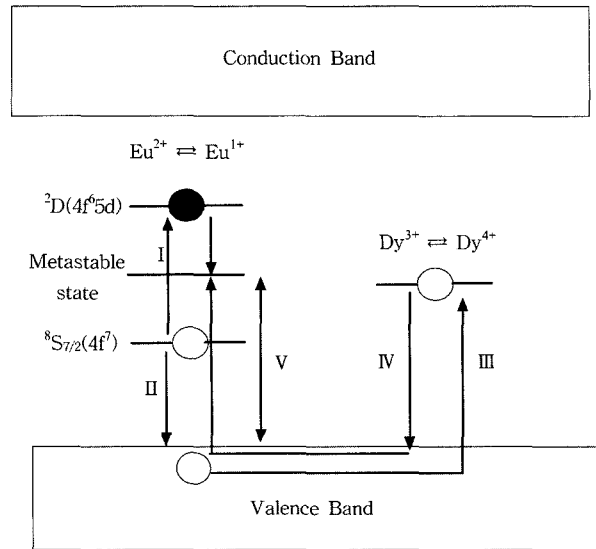 Conduction Band
Eu²⁺ ⇄ Eu¹⁺
²D(4f⁶5d)
Dy³⁺ ⇄ Dy⁴⁺
I
Metastable
state
⁸S₇/₂(4f⁷)
II
V
IV
III
Valence Band